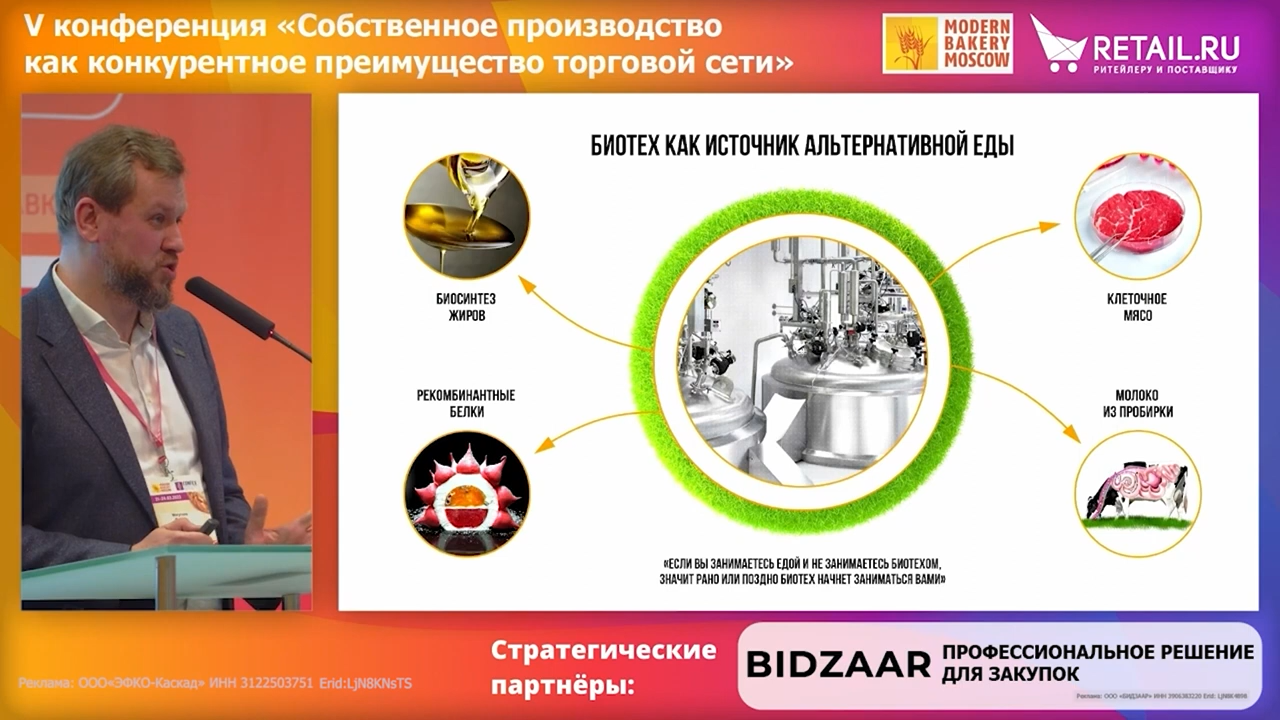 V конференция «Собственное производство
как конкурентное преимущество торговой сети»
MODERN
BAKERY
MOSCOW
RETAIL.RU
РИТЕЙЛЕРУ И ПОСТАВЩИКУ
БИОТЕХ КАК ИСТОЧНИК АЛЬТЕРНАТИВНОЙ ЕДЫ
БИОСИНТЕЗ
ЖИРОВ
КЛЕТОЧНОЕ
МЯСО
РЕКОМБИНАНТНЫЕ
БЕЛКИ
МОЛОКО
ИЗ ПРОБИРКИ
«ЕСЛИ ВЫ ЗАНИМАЕТЕСЬ ЕДОЙ И НЕ ЗАНИМАЕТЕСЬ БИОТЕХОМ,
ЗНАЧИТ РАНО ИЛИ ПОЗДНО БИОТЕХ НАЧНЕТ ЗАНИМАТЬСЯ ВАМИ»
Стратегические
партнёры:
BIDZAAR
ПРОФЕССИОНАЛЬНОЕ РЕШЕНИЕ
ДЛЯ ЗАКУПОК
Реклама: ООО«ЭФКО-Каскад» ИНН 3122503751 Erid:LjN8KNsTS